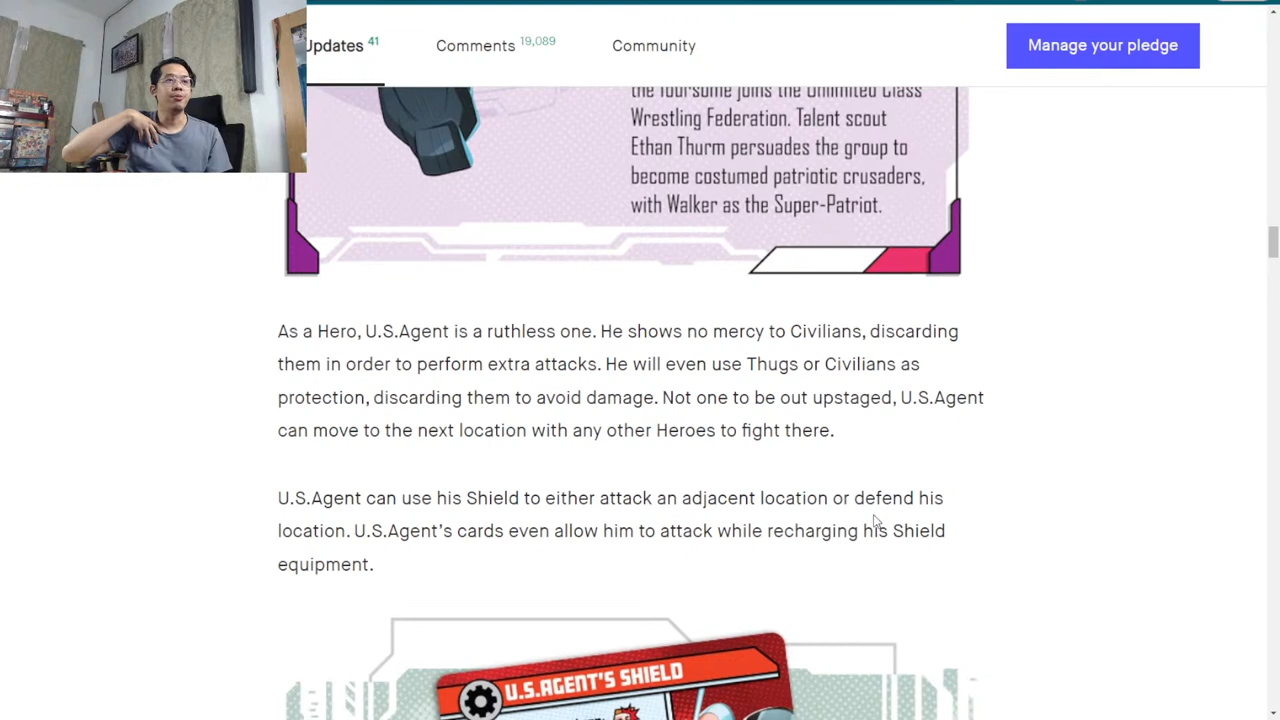 Updates 41
Comments 19,089
Community
Manage your pledge
the foursome joins the Unlimited Class
Wrestling Federation. Talent scout
Ethan Thurm persuades the group to
become costumed patriotic crusaders,
with Walker as the Super-Patriot.
As a Hero, U.S.Agent is a ruthless one. He shows no mercy to Civilians, discarding
them in order to perform extra attacks. He will even use Thugs or Civilians as
protection, discarding them to avoid damage. Not one to be out upstaged, U.S.Agent
can move to the next location with any other Heroes to fight there.
U.S.Agent can use his Shield to either attack an adjacent location or defend his
location. U.S.Agent's cards even allow him to attack while recharging his Shield
equipment.
U.S.AGENT'S SHIELD